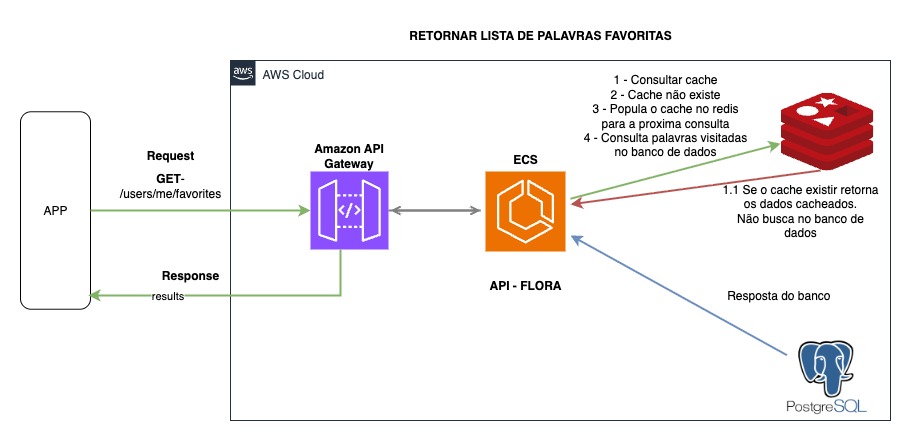 RETORNAR LISTA DE PALAVRAS FAVORITAS
aws
AWS Cloud
1 - Consultar cache
2 - Cache não existe
3 - Popula o cache no redis
para a proxima consulta
4 - Consulta palavras visitadas
no banco de dados
Request
GET-
/users/me/favorites
Amazon API
Gateway
</>
ECS
APP
1.1 Se o cache existir retorna
os dados cacheados.
Não busca no banco de
dados
Response
results
API - FLORA
Resposta do banco
PostgreSQL